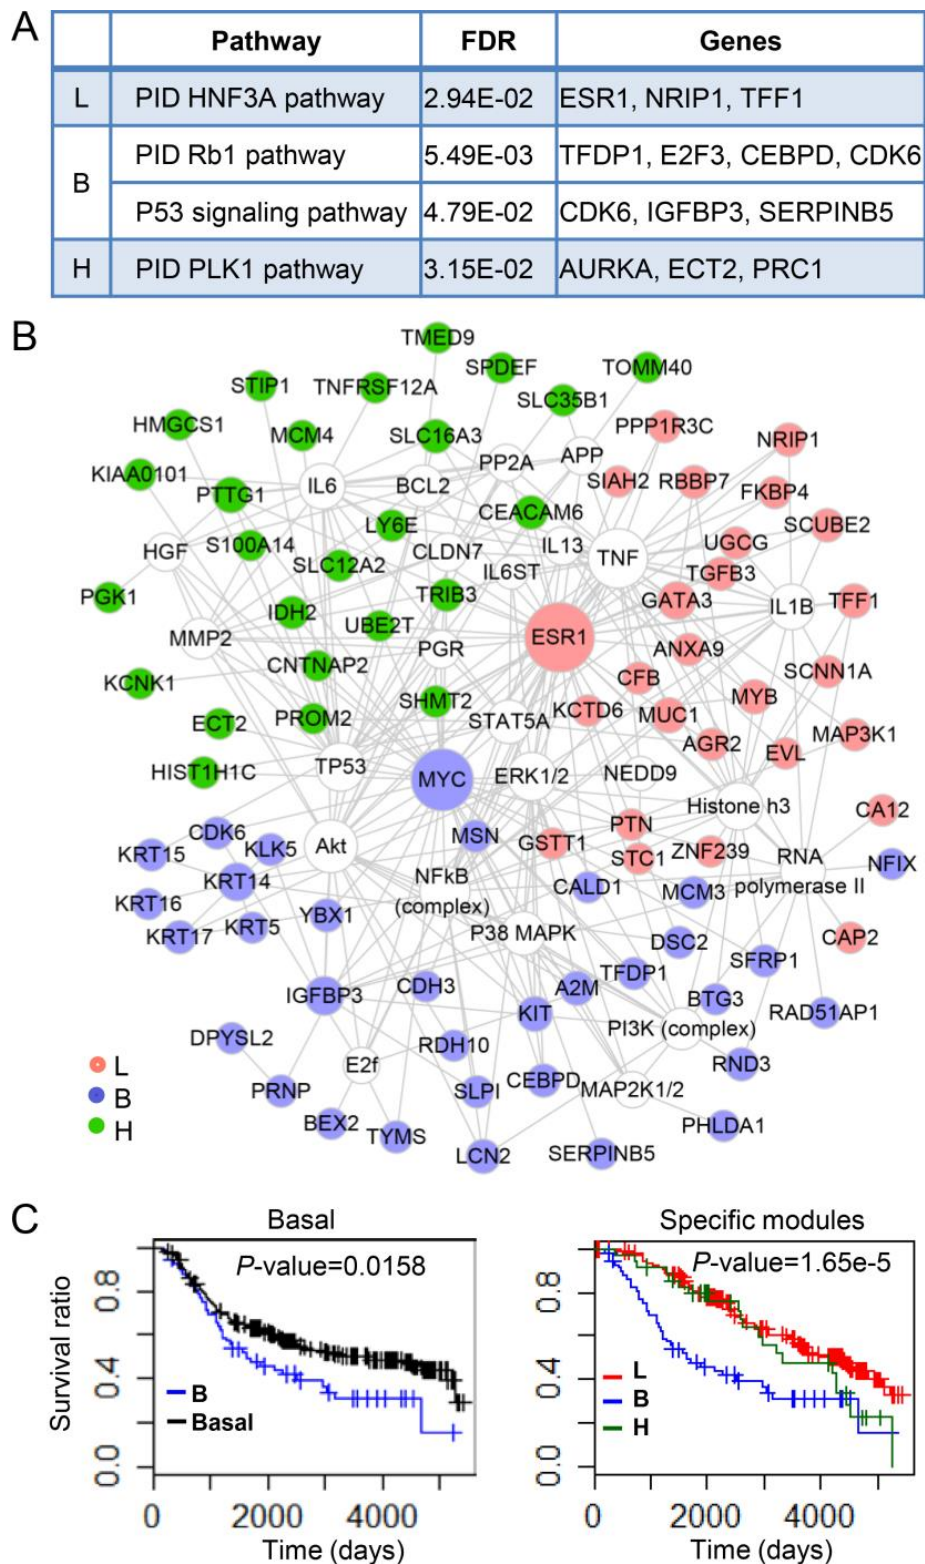 A
Pathway FDR Genes
L PID HNF3A pathway 2.94E-02 ESR1, NRIP1, TFF1
B PID Rb1 pathway 5.49E-03 TFDP1, E2F3, CEBPD, CDK6
P53 signaling pathway 4.79E-02 CDK6, IGFBP3, SERPINB5
H PID PLK1 pathway 3.15E-02 AURKA, ECT2, PRC1
B
TMED9
SPDEF
TOMM40
STIP1
TNFRSF12A
SLC35B1
HMGCS1
MCM4
SLC16A3
PPP1R3C
NRIP1
KIAA0101
PTTG1
IL6
BCL2
PP2A
APP
SIAH2
RBBP7
FKBP4
LY6E
CEACAM6
SCUBE2
HGF
S100A14
SLC12A2
CLDN7
IL13
IL6ST
TNF
UGCG
TGFB3
PGK1
IDH2
TRIB3
GATA3
IL1B
TFF1
MMP2
UBE2T
PGR
ESR1
ANXA9
KCNK1
CNTNAP2
CFB
SCNN1A
MYB
ECT2
PROM2
SHMT2
STAT5A
KCTD6
MUC1
MAP3K1
AGR2
EVL
HIST1H1C
TP53
MYC
ERK1/2
NEDD9
Histone h3
CA12
CDK6
KLK5
Akt
MSN
GSTT1
PTN
STC1
ZNF239
RNA
polymerase II
NFIX
KRT15
KRT14
NFkB
(complex)
CALD1
MCM3
KRT16
KRT17
KRT5
YBX1
P38 MAPK
DSC2
CAP2
IGFBP3
CDH3
A2M
TFDP1
SFRP1
KIT
BTG3
RAD51AP1
DPYSL2
E2f
RDH10
PI3K (complex)
RND3
PRNP
SLPI
CEBPD
MAP2K1/2
BEX2
TYMS
LCN2
SERPINB5
PHLDA1
L
B
H
C
Basal
P-value=0.0158
Survival ratio
0.8
0.4
0.0
B
Basal
0 2000 4000
Time (days)
Specific modules
P-value=1.65e-5
0.8
0.4
0.0
L
B
H
0 2000 4000
Time (days)